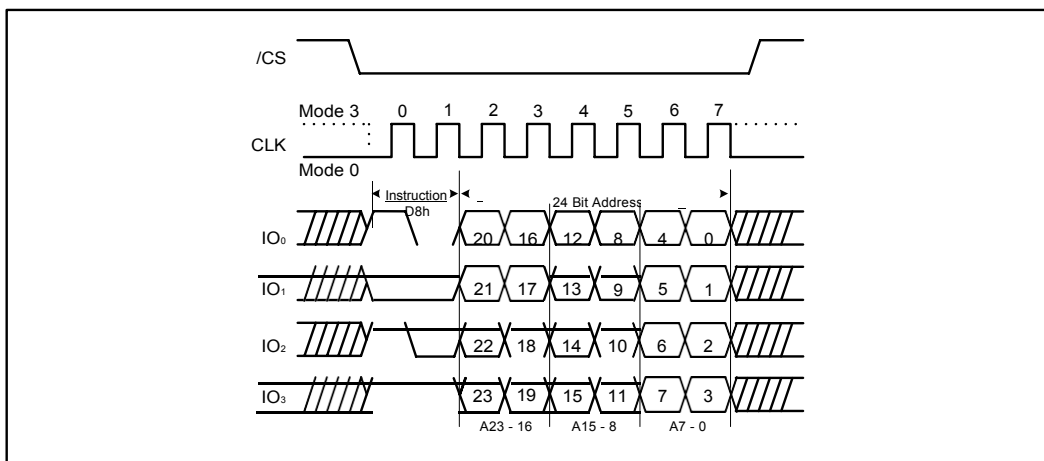 /CS
Mode 3 0 1 2 3 4 5 6 7
CLK
Mode 0
Instruction
D8h
24 Bit Address
IO0 20 16 12 8 4 0
IO1 21 17 13 9 5 1
IO2 22 18 14 10 6 2
IO3 23 19 15 11 7 3
A23 - 16 A15 - 8 A7 - 0